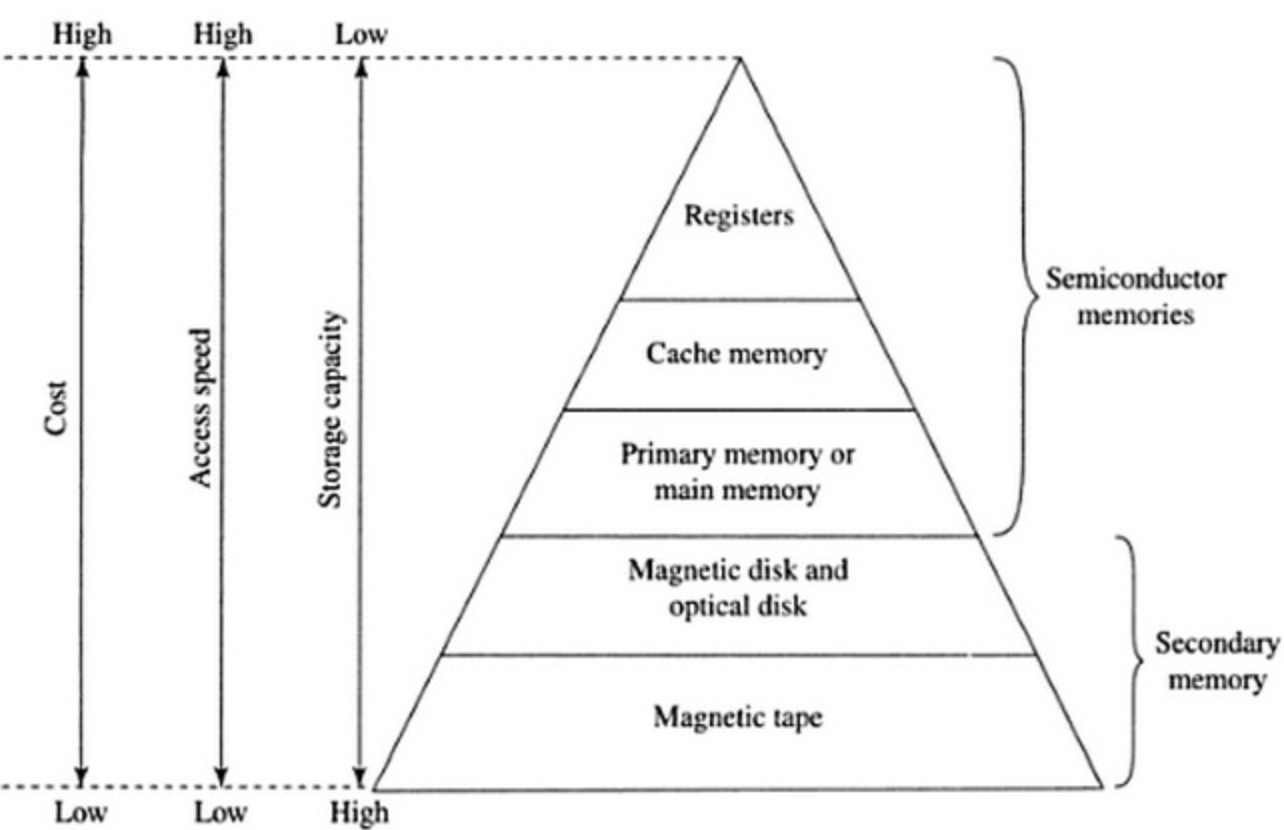 High
High
Low
Registers
Semiconductor
memories
Cache memory
Cost
Access speed
Storage capacity
Primary memory or
main memory
Magnetic disk and
optical disk
Secondary
memory
Magnetic tape
Low
Low
High